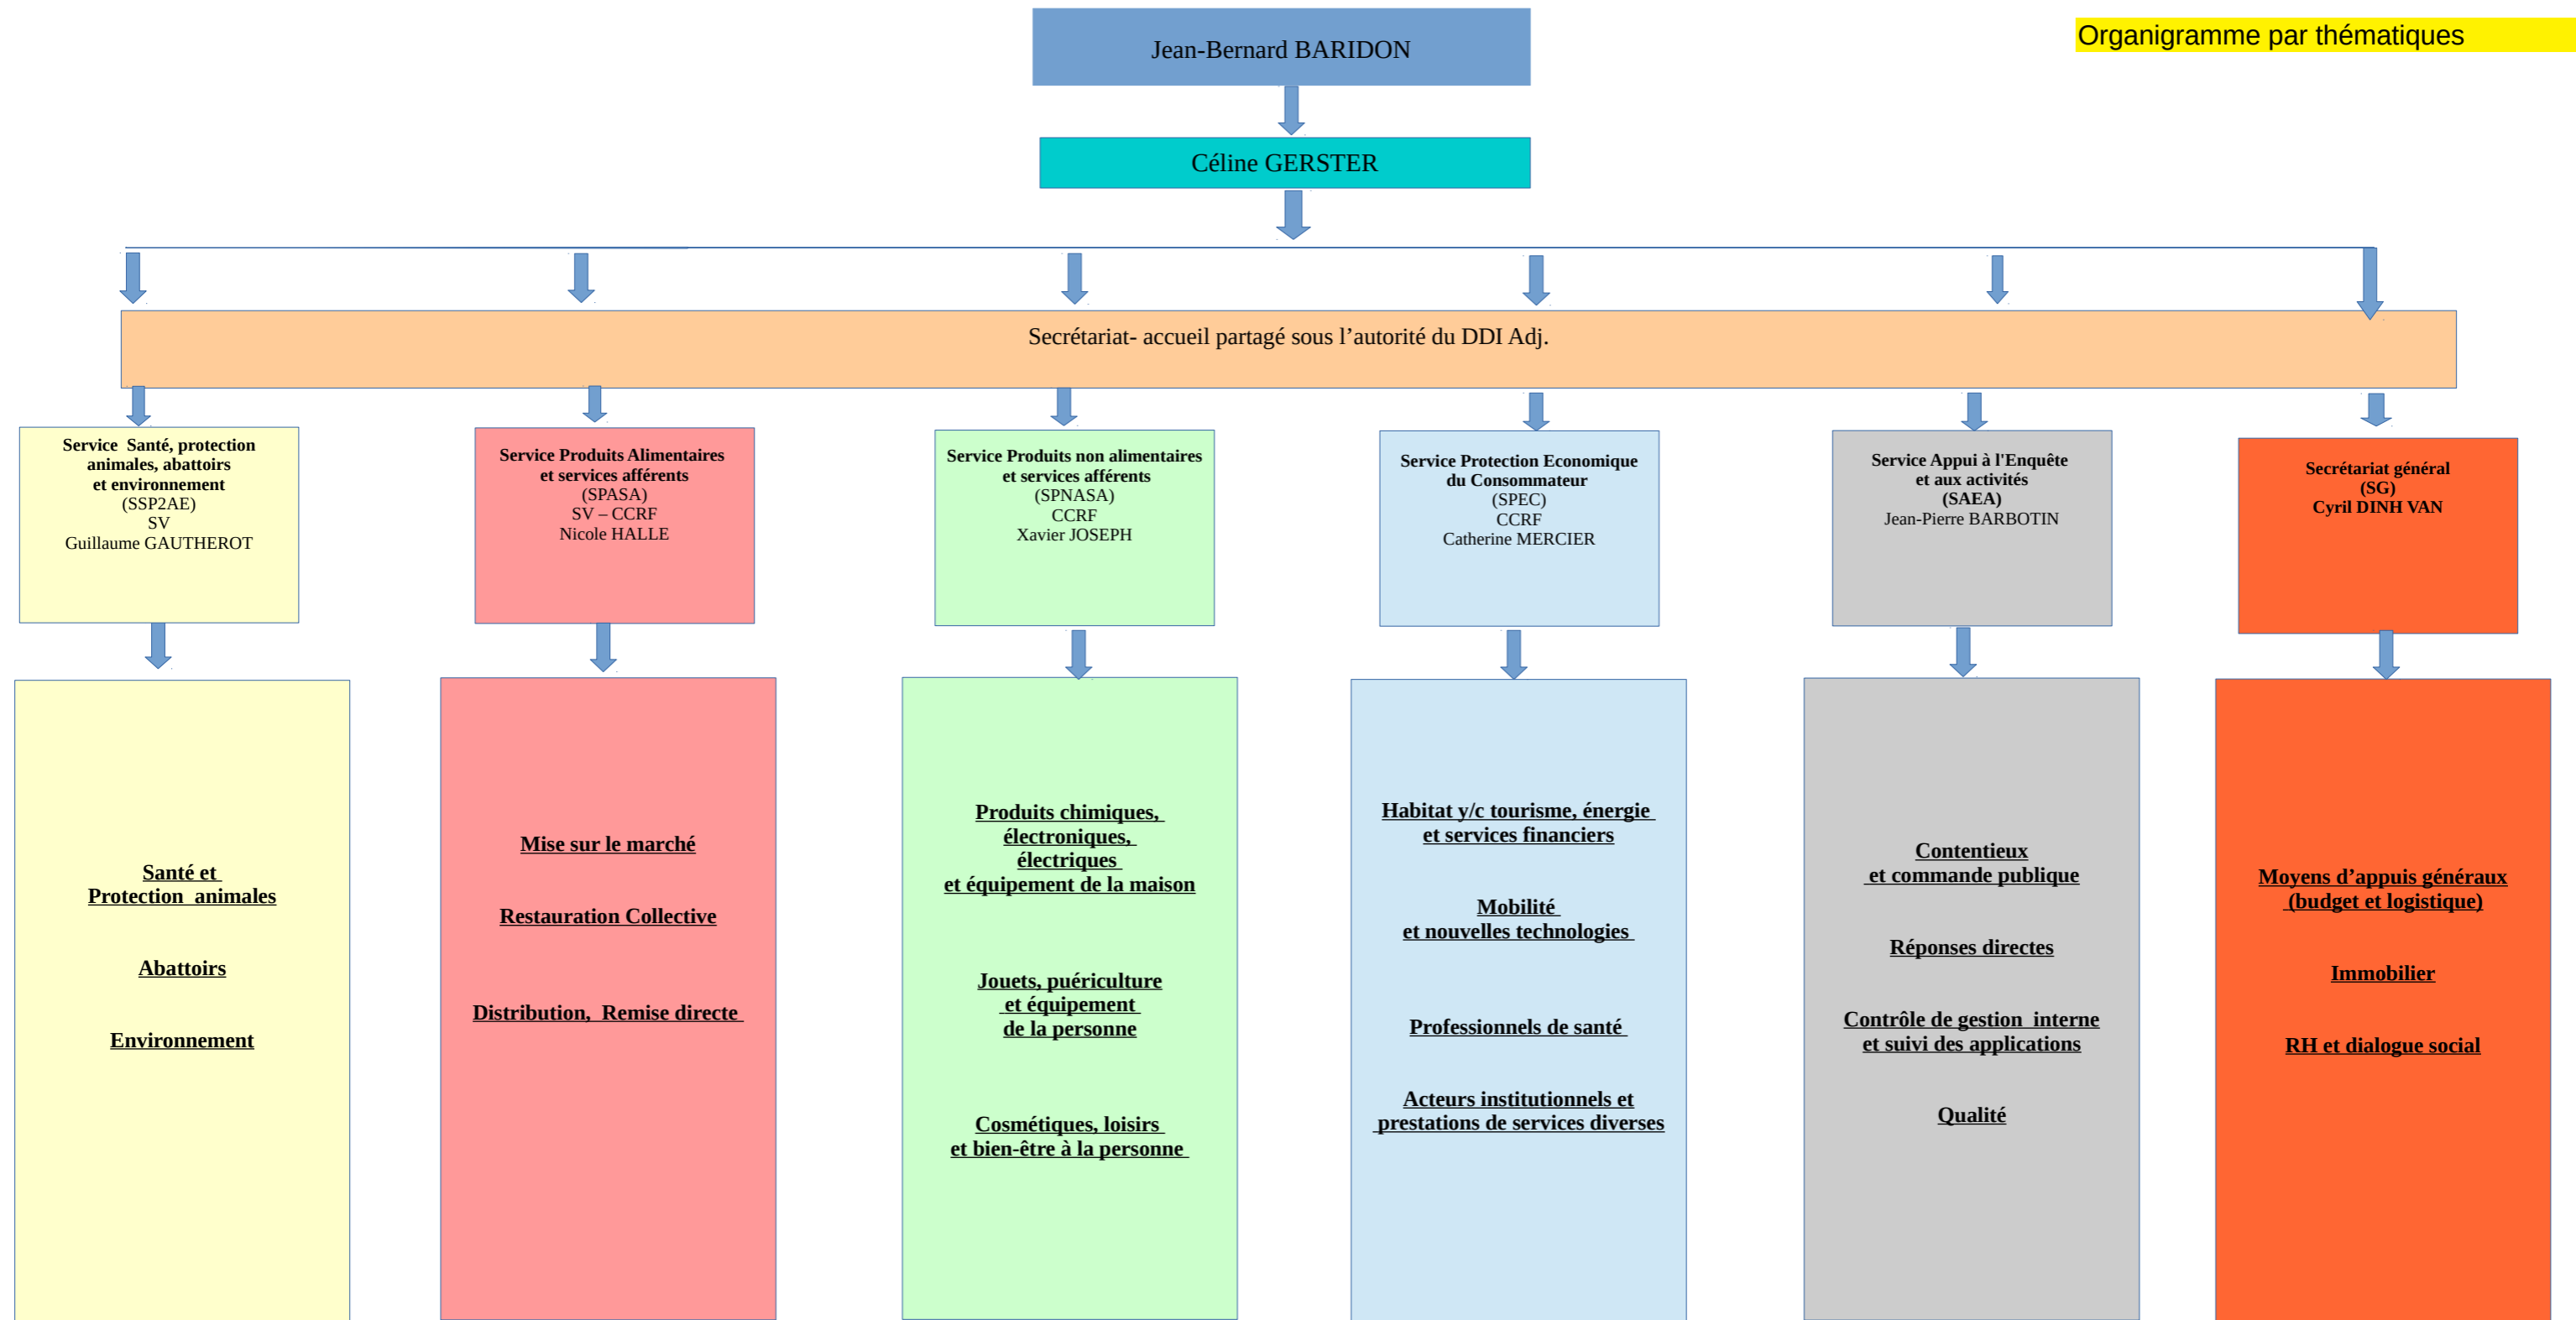 Organigramme par thématiques
Jean-Bernard BARIDON
Céline GERSTER
Secrétariat- accueil partagé sous l’autorité du DDI Adj.
Service Santé, protection
animales, abattoirs
et environnement
(SSP2AE)
SV
Guillaume GAUTHEROT
Service Produits Alimentaires
et services afférents
(SPASA)
SV – CCRF
Nicole HALLE
Service Produits non alimentaires
et services afférents
(SPNASA)
CCRF
Xavier JOSEPH
Service Protection Economique
du Consommateur
(SPEC)
CCRF
Catherine MERCIER
Service Appui à l'Enquête
et aux activités
(SAEA)
Jean-Pierre BARBOTIN
Secrétariat général
(SG)
Cyril DINH VAN
Santé et
Protection animales
Abattoirs
Environnement
Mise sur le marché
Restauration Collective
Distribution, Remise directe
Produits chimiques,
électroniques,
électriques
et équipement de la maison
Jouets, puériculture
et équipement
de la personne
Cosmétiques, loisirs
et bien-être à la personne
Habitat y/c tourisme, énergie
et services financiers
Mobilité
et nouvelles technologies
Professionnels de santé
Acteurs institutionnels et
prestations de services diverses
Contentieux
et commande publique
Réponses directes
Contrôle de gestion interne
et suivi des applications
Qualité
Moyens d’appuis généraux
(budget et logistique)
Immobilier
RH et dialogue social